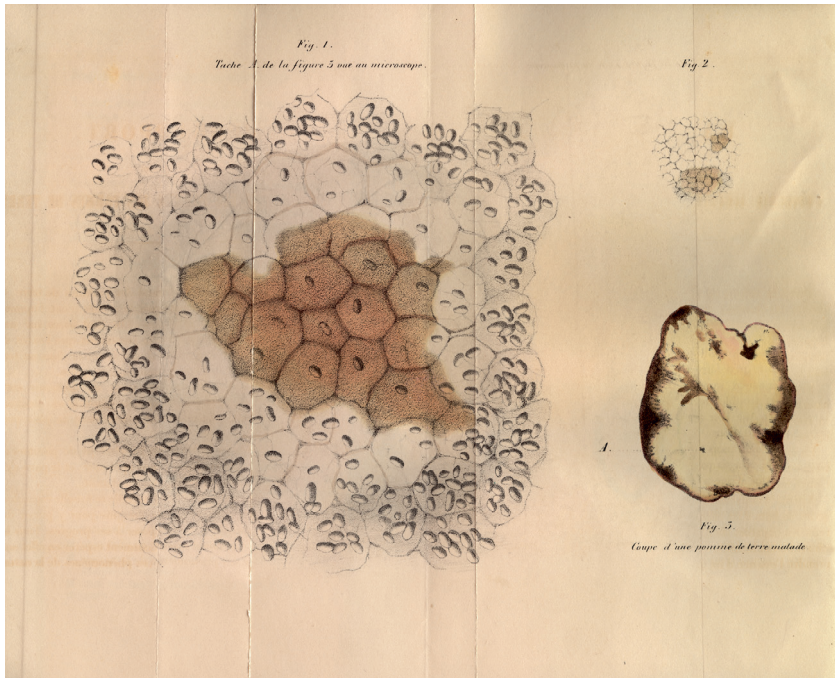 Fig. 1.
Tache A de la figure 3 vue au microscope.
Fig. 2.
A.
Fig. 3.
Coupe d'une pomme de terre malade